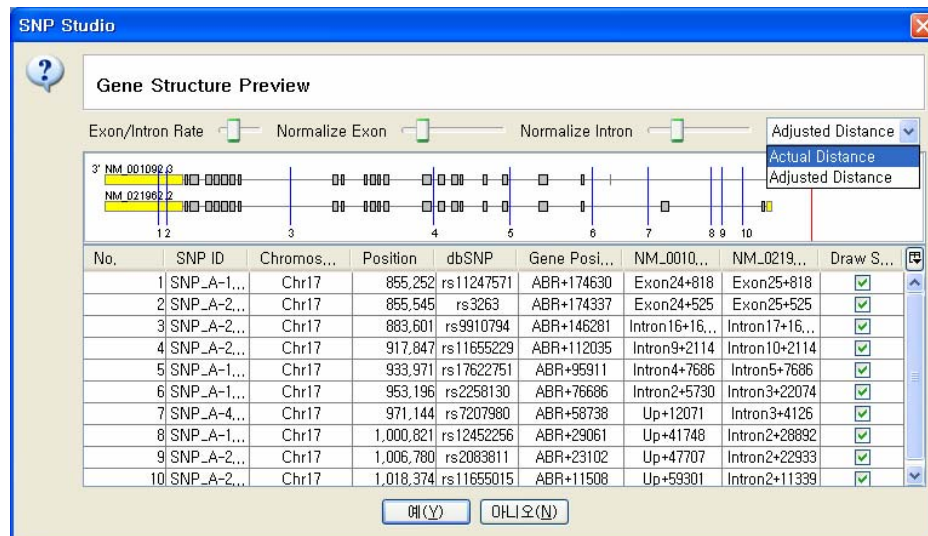 SNP Studio
Gene Structure Preview
Exon/Intron Rate Normalize Exon Normalize Intron Adjusted Distance
Actual Distance
Adjusted Distance
3' NM_001092.3
NM_021962.2
1 2 3 4 5 6 7 8 9 10
No. SNP ID Chromos... Position dbSNP Gene Posi... NM_0010... NM_0219... Draw S...
1 SNP_A-1... Chr17 855,252 rs11247571 ABR+174630 Exon24+818 Exon25+818
2 SNP_A-2... Chr17 855,545 rs3263 ABR+174337 Exon24+525 Exon25+525
3 SNP_A-2... Chr17 883,601 rs9910794 ABR+146281 Intron16+16... Intron17+16...
4 SNP_A-2... Chr17 917,847 rs11655229 ABR+112035 Intron9+2114 Intron10+2114
5 SNP_A-1... Chr17 933,971 rs17622751 ABR+95911 Intron4+7686 Intron5+7686
6 SNP_A-1... Chr17 953,196 rs2258130 ABR+76686 Intron2+5730 Intron3+22074
7 SNP_A-4... Chr17 971,144 rs7207980 ABR+58738 Up+12071 Intron3+4126
8 SNP_A-1... Chr17 1,000,821 rs12452256 ABR+29061 Up+41748 Intron2+28892
9 SNP_A-2... Chr17 1,006,780 rs2083811 ABR+23102 Up+47707 Intron2+22933
10 SNP_A-2... Chr17 1,018,374 rs11655015 ABR+11508 Up+59301 Intron2+11339
예(Y) 아니오(N)